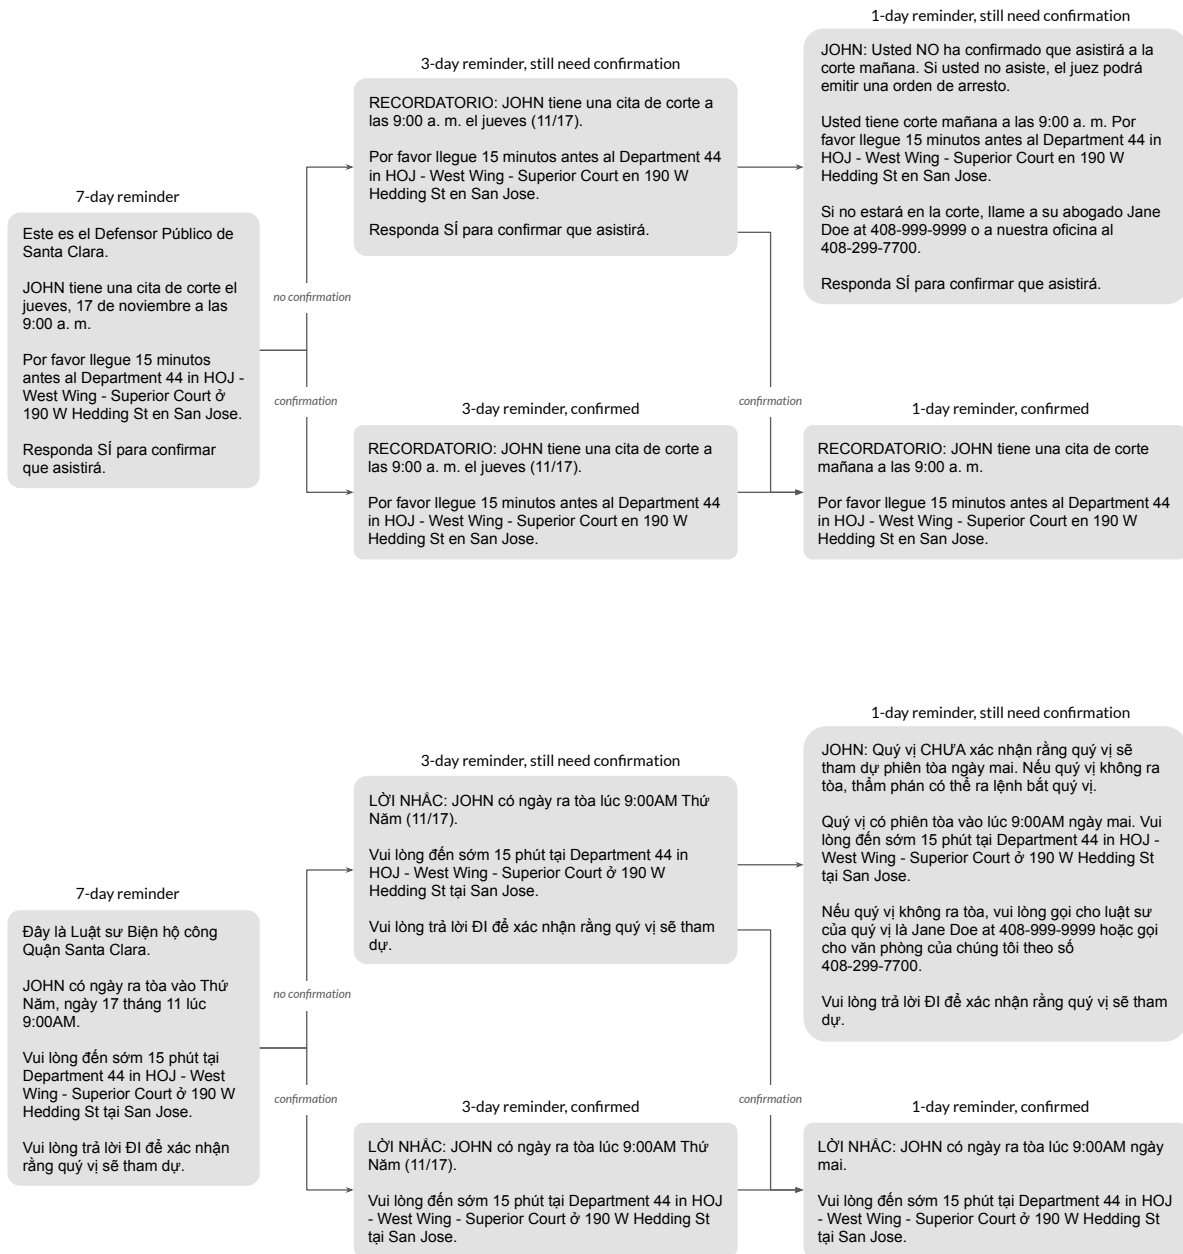 1-day reminder, still need confirmation
JOHN: Usted NO ha confirmado que asistirá a la
corte mañana. Si usted no asiste, el juez podrá
emitir una orden de arresto.
Usted tiene corte mañana a las 9:00 a. m. Por
favor llegue 15 minutos antes al Department 44 in
HOJ - West Wing - Superior Court en 190 W
Hedding St en San Jose.
Si no estará en la corte, llame a su abogado Jane
Doe at 408-999-9999 o a nuestra oficina al
408-299-7700.
Responda SÍ para confirmar que asistirá.
3-day reminder, still need confirmation
RECORDATORIO: JOHN tiene una cita de corte a
las 9:00 a. m. el jueves (11/17).
Por favor llegue 15 minutos antes al Department 44
in HOJ - West Wing - Superior Court en 190 W
Hedding St en San Jose.
Responda SÍ para confirmar que asistirá.
7-day reminder
Este es el Defensor Público de
Santa Clara.
JOHN tiene una cita de corte el
jueves, 17 de noviembre a las
9:00 a. m.
Por favor llegue 15 minutos
antes al Department 44 in HOJ -
West Wing - Superior Court ở
190 W Hedding St en San Jose.
Responda SÍ para confirmar
que asistirá.
no confirmation
confirmation
3-day reminder, confirmed
RECORDATORIO: JOHN tiene una cita de corte a
las 9:00 a. m. el jueves (11/17).
Por favor llegue 15 minutos antes al Department 44
in HOJ - West Wing - Superior Court en 190 W
Hedding St en San Jose.
confirmation
1-day reminder, confirmed
RECORDATORIO: JOHN tiene una cita de corte
mañana a las 9:00 a. m.
Por favor llegue 15 minutos antes al Department 44
in HOJ - West Wing - Superior Court en 190 W
Hedding St en San Jose.
1-day reminder, still need confirmation
JOHN: Quý vị CHƯA xác nhận rằng quý vị sẽ
tham dự phiên tòa ngày mai. Nếu quý vị không ra
tòa, thẩm phán có thể ra lệnh bắt quý vị.
Quý vị có phiên tòa vào lúc 9:00AM ngày mai. Vui
lòng đến sớm 15 phút tại Department 44 in HOJ -
West Wing - Superior Court ở 190 W Hedding St
tại San Jose.
Nếu quý vị không ra tòa, vui lòng gọi cho luật sư
của quý vị là Jane Doe at 408-999-9999 hoặc gọi
cho văn phòng của chúng tôi theo số
408-299-7700.
Vui lòng trả lời ĐI để xác nhận rằng quý vị sẽ tham
dự.
3-day reminder, still need confirmation
LỜI NHẮC: JOHN có ngày ra tòa lúc 9:00AM Thứ
Năm (11/17).
Vui lòng đến sớm 15 phút tại Department 44 in
HOJ - West Wing - Superior Court ở 190 W
Hedding St tại San Jose.
Vui lòng trả lời ĐI để xác nhận rằng quý vị sẽ tham
dự.
7-day reminder
Đây là Luật sư Biện hộ công
Quận Santa Clara.
JOHN có ngày ra tòa vào Thứ
Năm, ngày 17 tháng 11 lúc
9:00AM.
Vui lòng đến sớm 15 phút tại
Department 44 in HOJ - West
Wing - Superior Court ở 190 W
Hedding St tại San Jose.
Vui lòng trả lời ĐI để xác nhận
rằng quý vị sẽ tham dự.
no confirmation
confirmation
3-day reminder, confirmed
LỜI NHẮC: JOHN có ngày ra tòa lúc 9:00AM Thứ
Năm (11/17).
Vui lòng đến sớm 15 phút tại Department 44 in HOJ
- West Wing - Superior Court ở 190 W Hedding St
tại San Jose.
confirmation
1-day reminder, confirmed
LỜI NHẮC: JOHN có ngày ra tòa lúc 9:00AM ngày
mai.
Vui lòng đến sớm 15 phút tại Department 44 in HOJ
- West Wing - Superior Court ở 190 W Hedding St
tại San Jose.